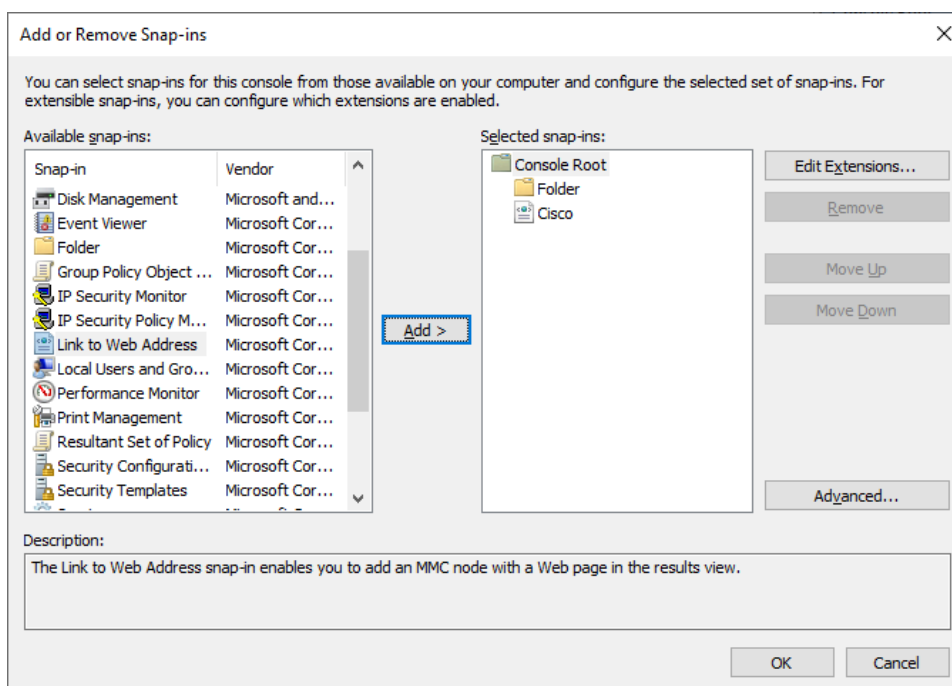 Add or Remove Snap-ins
You can select snap-ins for this console from those available on your computer and configure the selected set of snap-ins. For
extensible snap-ins, you can configure which extensions are enabled.
Available snap-ins:
Snap-in Vendor
Disk Management Microsoft and...
Event Viewer Microsoft Cor...
Folder Microsoft Cor...
Group Policy Object ... Microsoft Cor...
IP Security Monitor Microsoft Cor...
IP Security Policy M... Microsoft Cor...
Link to Web Address Microsoft Cor...
Local Users and Gro... Microsoft Cor...
Performance Monitor Microsoft Cor...
Print Management Microsoft Cor...
Resultant Set of Policy Microsoft Cor...
Security Configurati... Microsoft Cor...
Security Templates Microsoft Cor...
Add >
Selected snap-ins:
Console Root
Folder
Cisco
Edit Extensions...
Remove
Move Up
Move Down
Advanced...
Description:
The Link to Web Address snap-in enables you to add an MMC node with a Web page in the results view.
OK Cancel